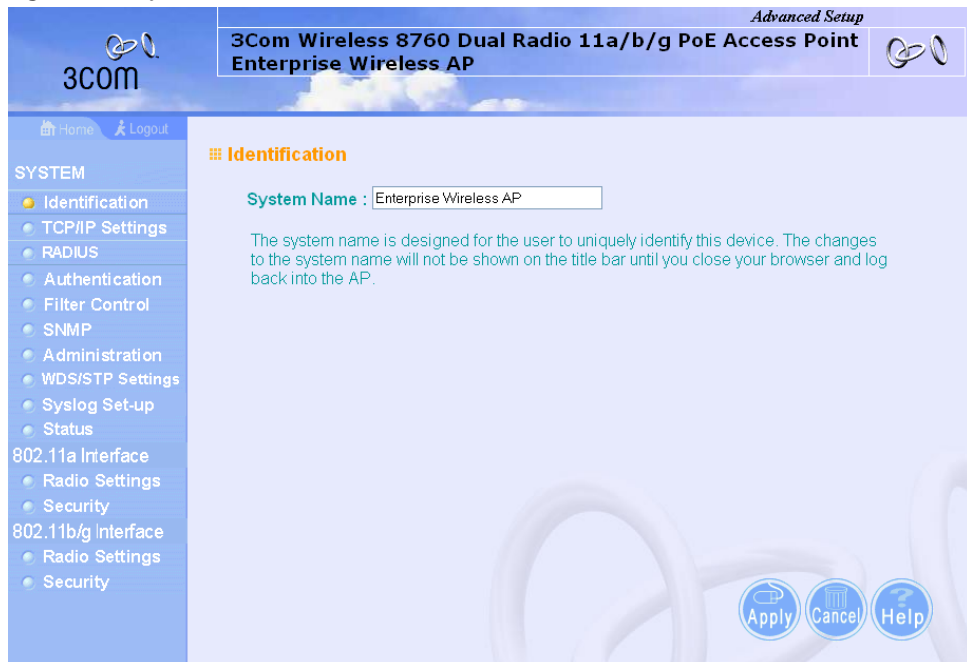 Advanced Setup
3Com Wireless 8760 Dual Radio 11a/b/g PoE Access Point
Enterprise Wireless AP
3COM
Home
Logout
SYSTEM
Identification
TCP/IP Settings
RADIUS
Authentication
Filter Control
SNMP
Administration
WDS/STP Settings
Syslog Set-up
Status
802.11a Interface
Radio Settings
Security
802.11b/g Interface
Radio Settings
Security
Identification
System Name : Enterprise Wireless AP
The system name is designed for the user to uniquely identify this device. The changes
to the system name will not be shown on the title bar until you close your browser and log
back into the AP.
Apply
Cancel
Help